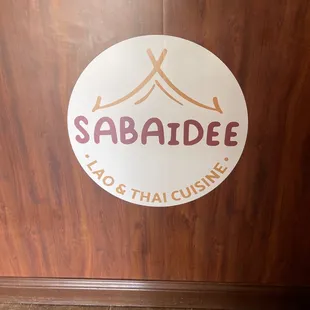 SABAIDEE
• LAO & THAI CUISINE •